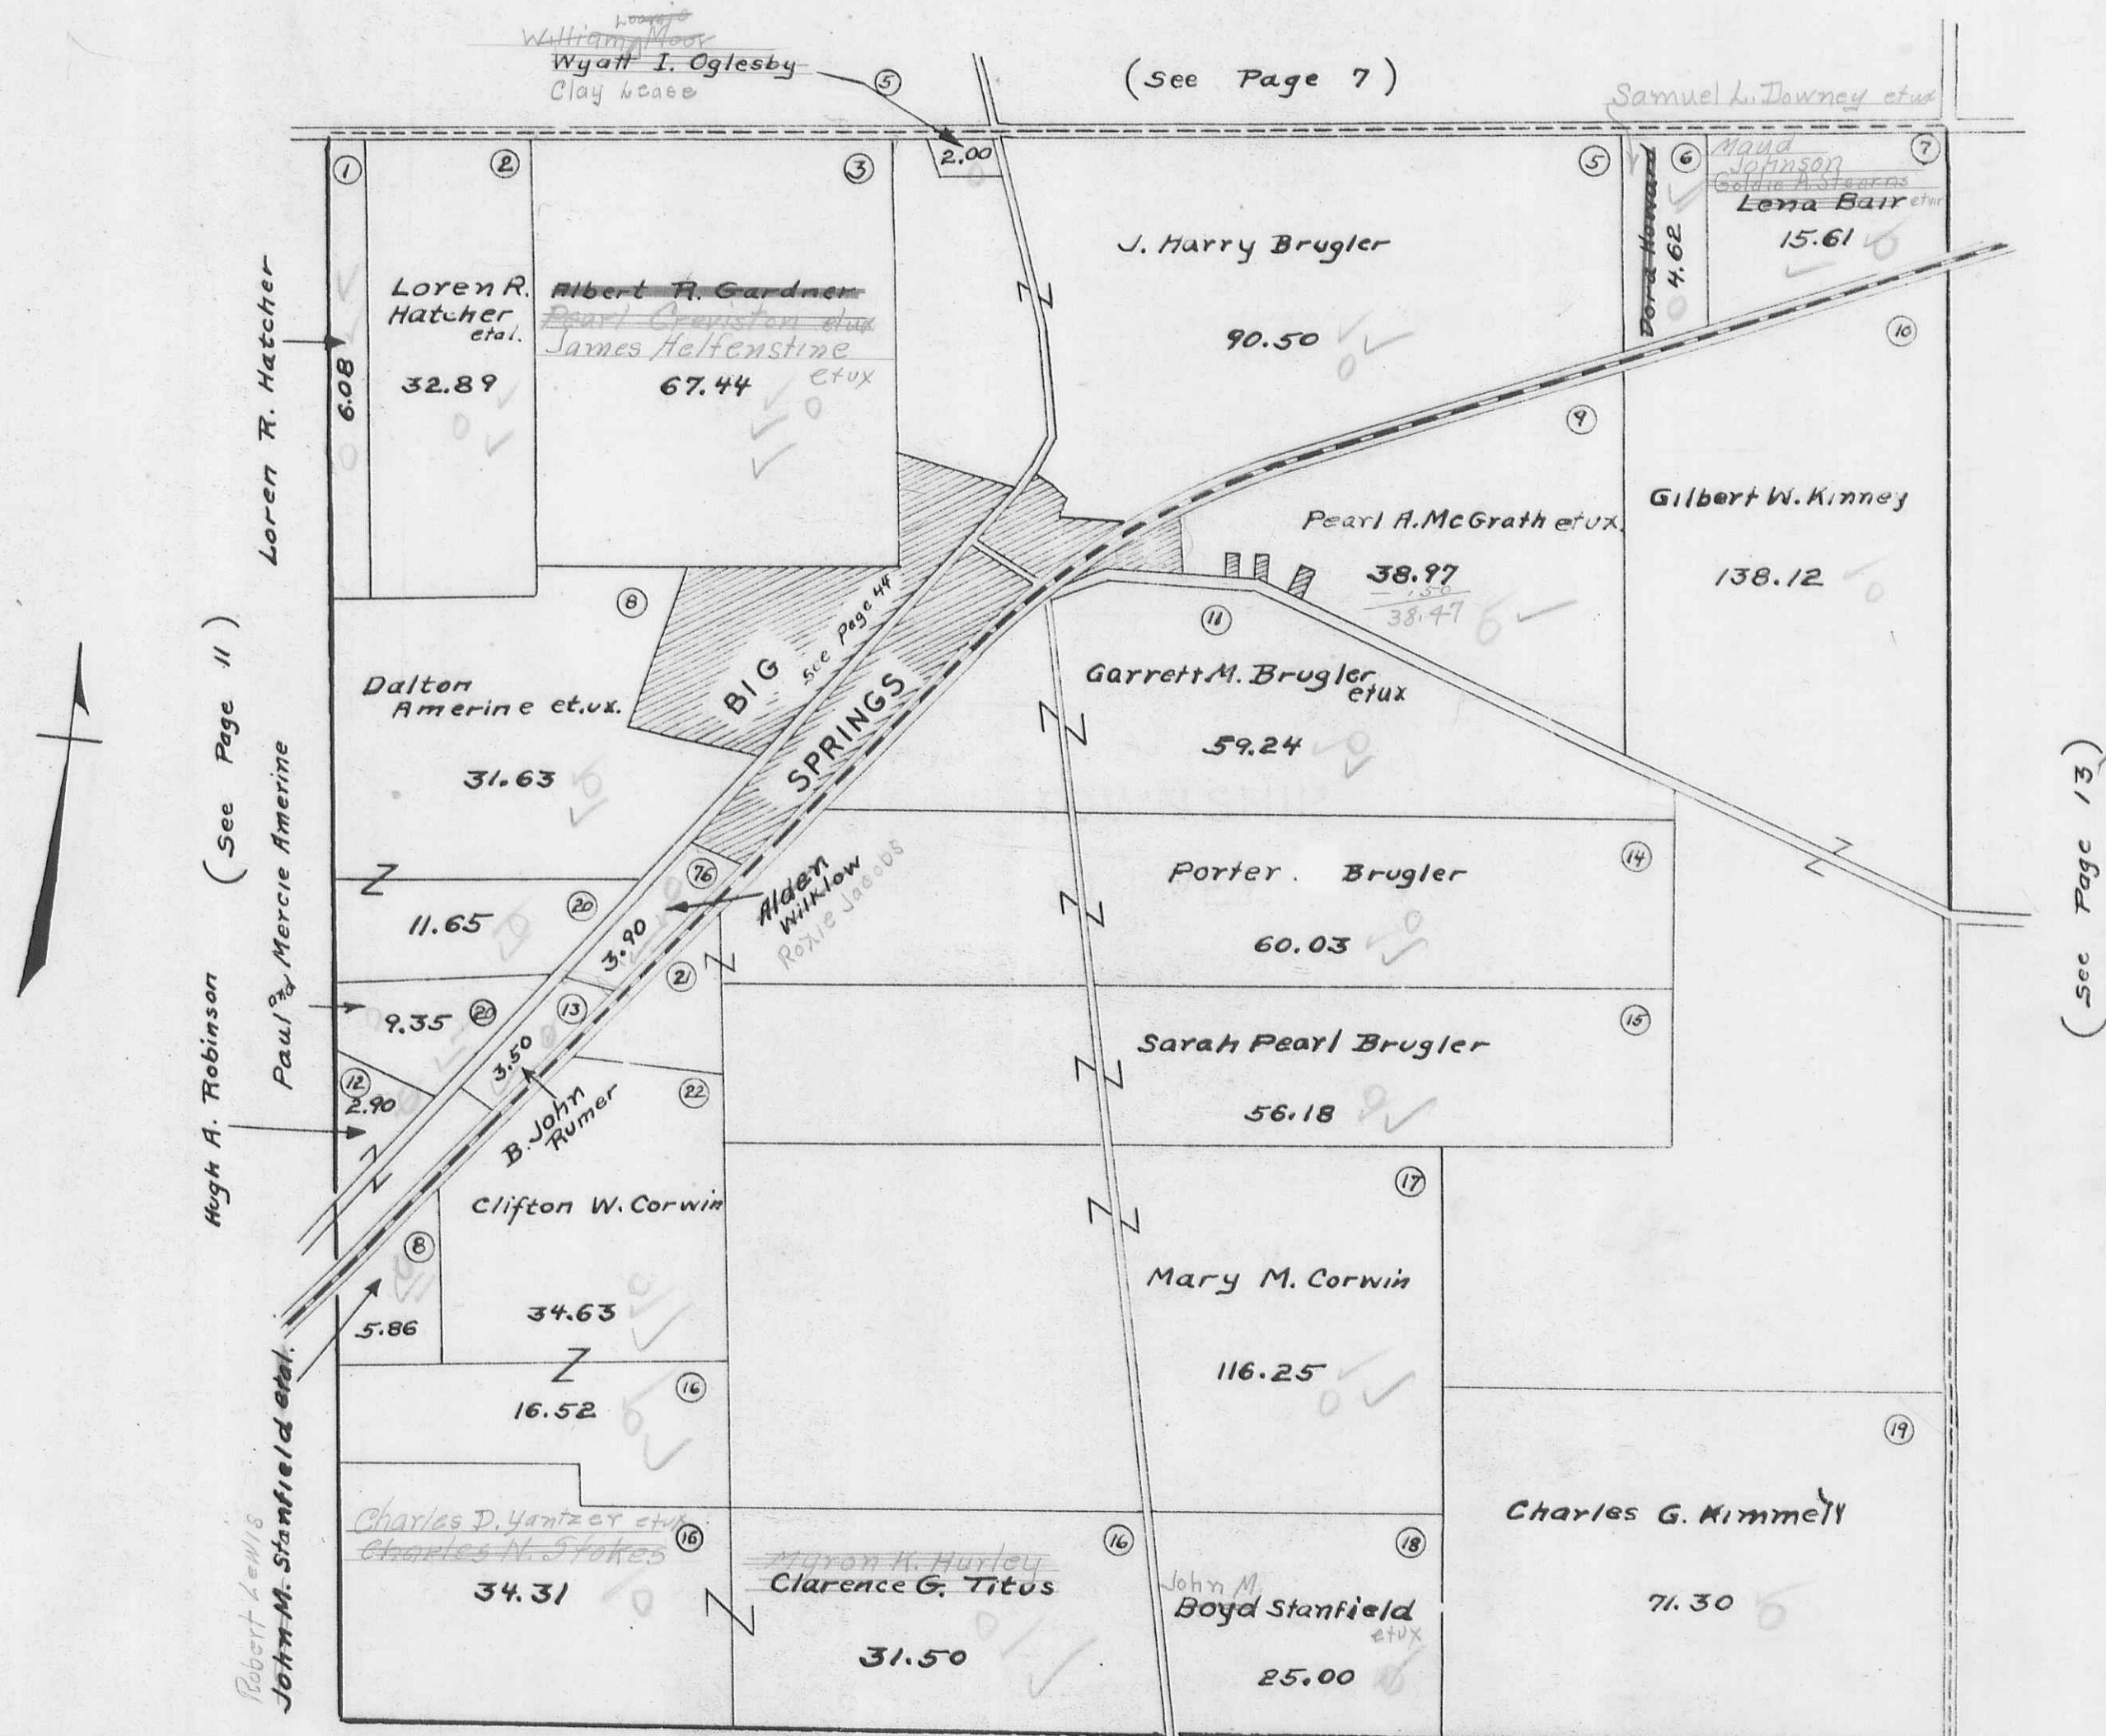 William Moor
Wyatt I. Oglesby
Clay Lease
5
(See Page 7)
Samuel L. Downey etux
2.00
1
2
3
5
6
7
Loren R. Hatcher
6.08
Loren R.
Hatcher
etal.
32.89
Albert R. Gardner
Pearl Creviston etux
James Helfenstine
etux
67.44
J. Harry Brugler
90.50
Dora Howard
4.62
Maud
Johnson
Goldie A. Stearns
Lena Bair etvir
15.61
10
9
Pearl A. McGrath etux.
38.97
.50
38.47
Gilbert W. Kinney
138.12
8
BIG
SPRINGS
see Page 44
11
Garrett M. Brugler
etux
59.24
(See Page 11)
Dalton
Amerine et.ux.
31.63
(See Page 13)
Paul and Mercie Amerine
76
Alden
Wilklow
Roxie Jacobs
3.90
Porter. Brugler
14
60.03
11.65
20
21
9.35
20
13
3.50
B. John
Rumer
Sarah Pearl Brugler
15
56.18
Hugh A. Robinson
12
2.90
22
Clifton W. Corwin
34.63
17
Mary M. Corwin
116.25
8
5.86
16
16.52
Robert Lewis
John M. Stanfield etal.
19
Charles G. Kimmell
71.30
Charles D. Yantzer etux
Charles N. Stokes
16
34.31
Myron K. Hurley
Clarence G. Titus
16
31.50
18
John M.
Boyd Stanfield
etux
25.00